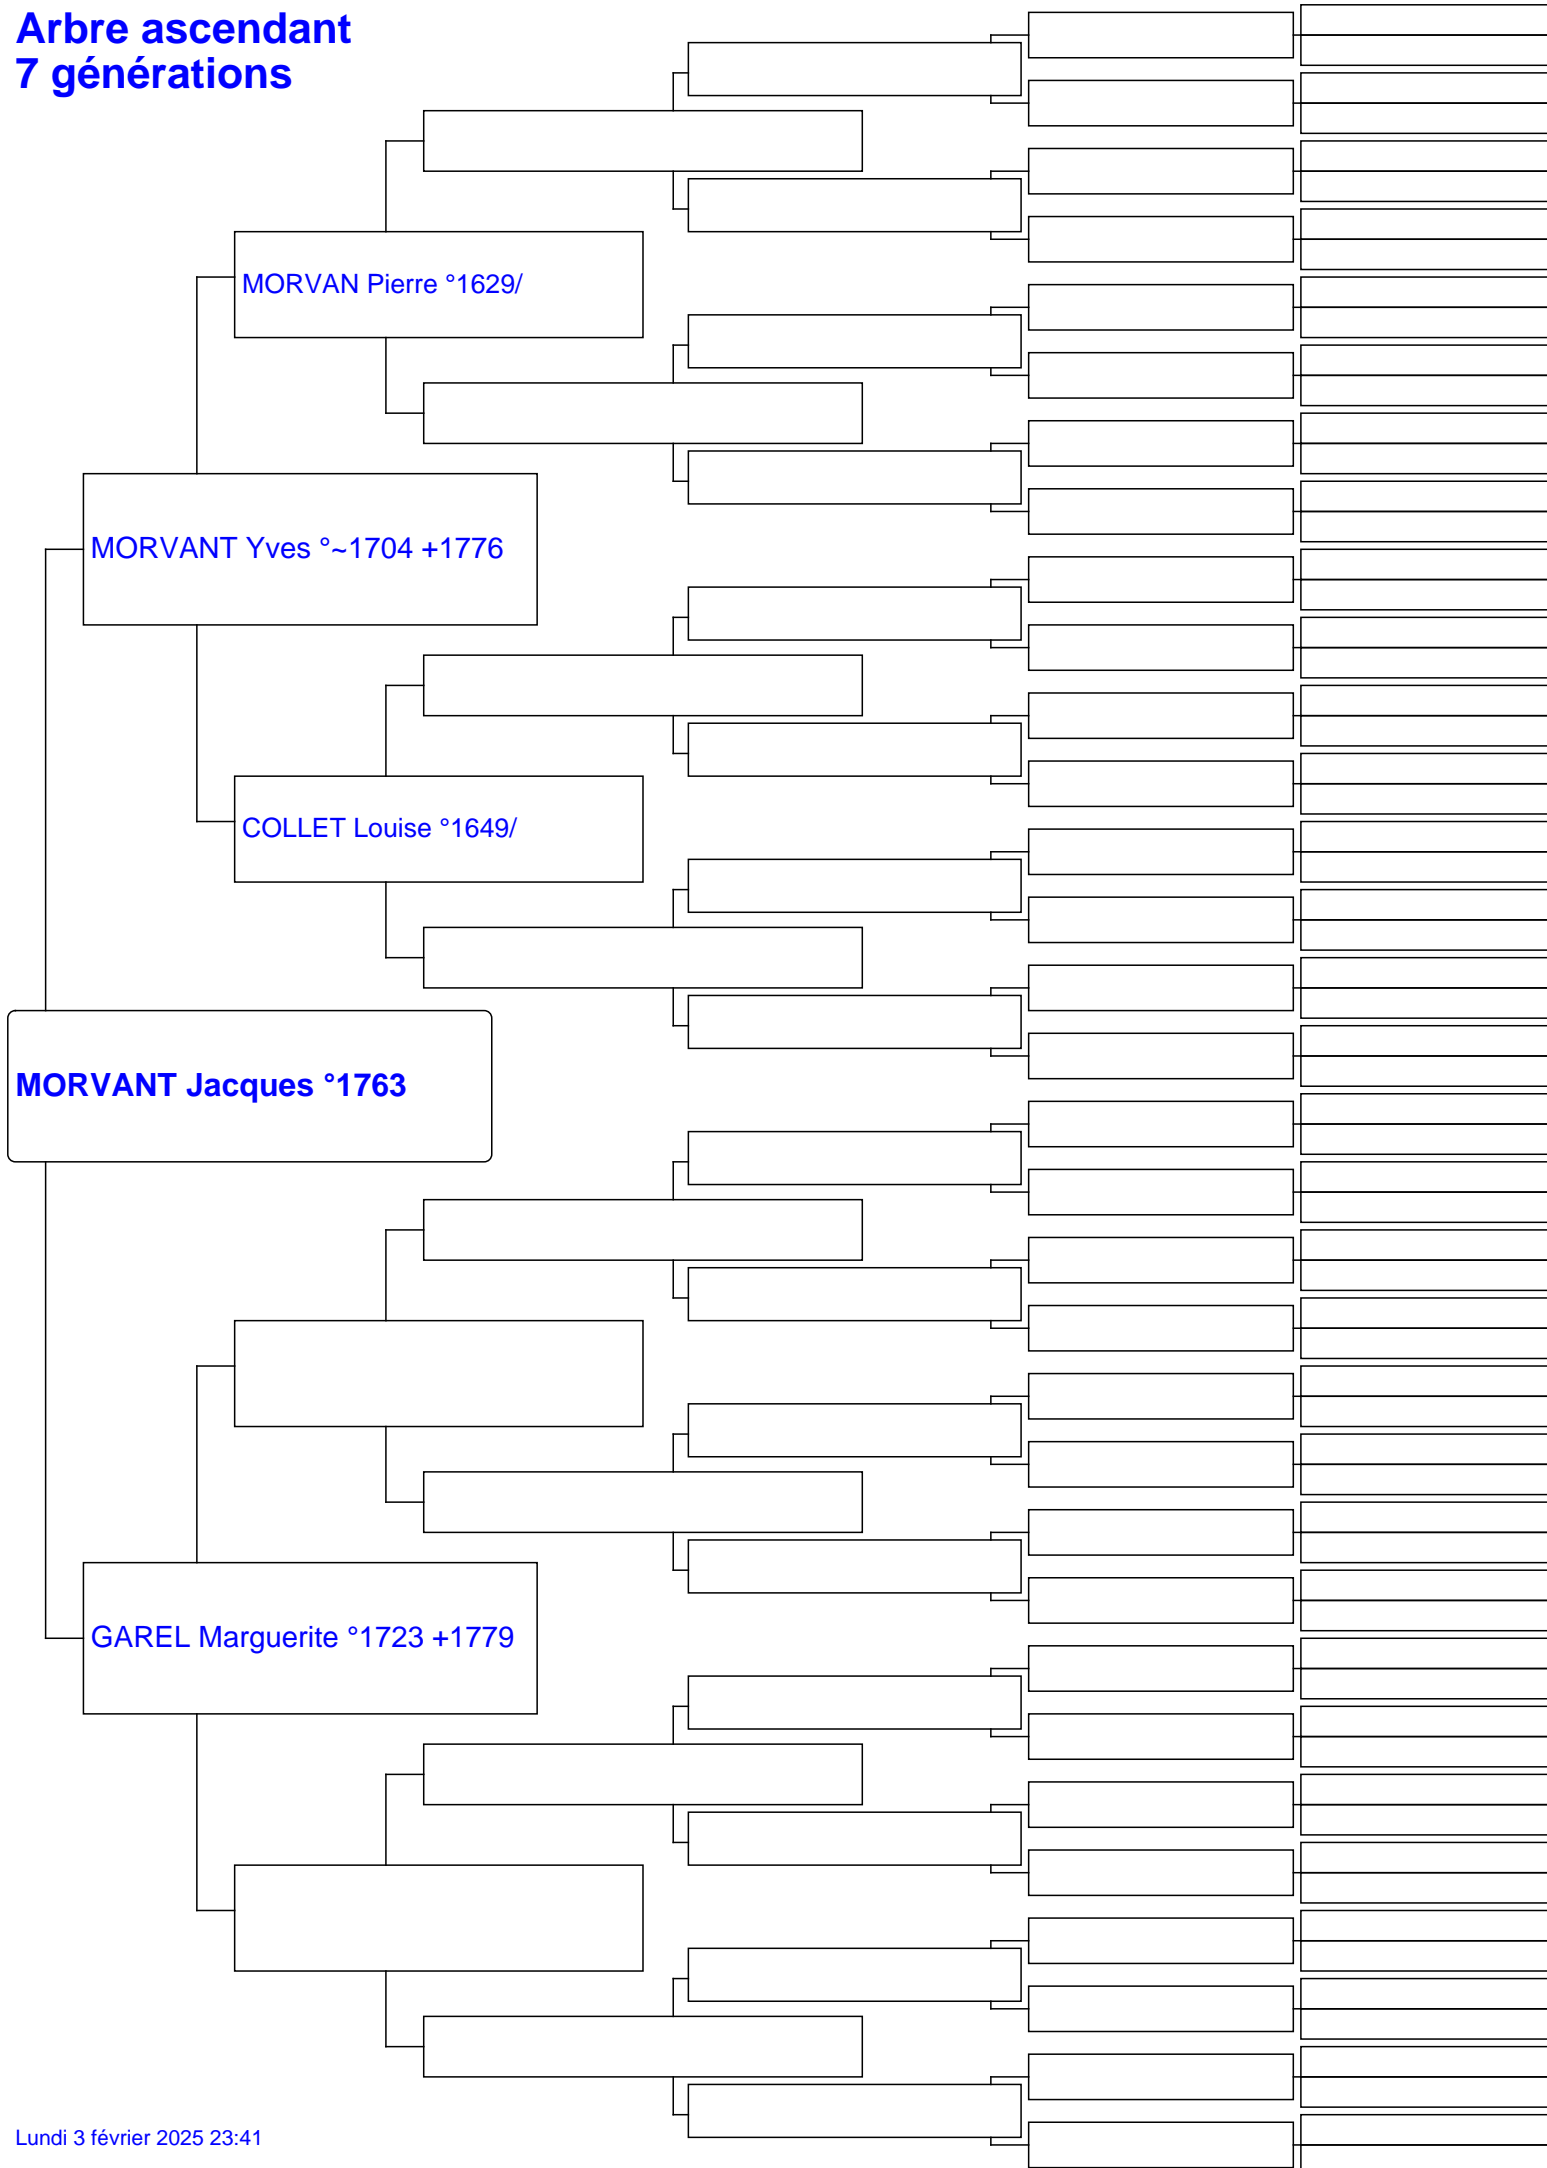 Arbre ascendant
7 générations
MORVAN Pierre °1629/
MORVANT Yves °~1704 +1776
COLLET Louise °1649/
MORVANT Jacques °1763
GAREL Marguerite °1723 +1779
Lundi 3 février 2025 23:41